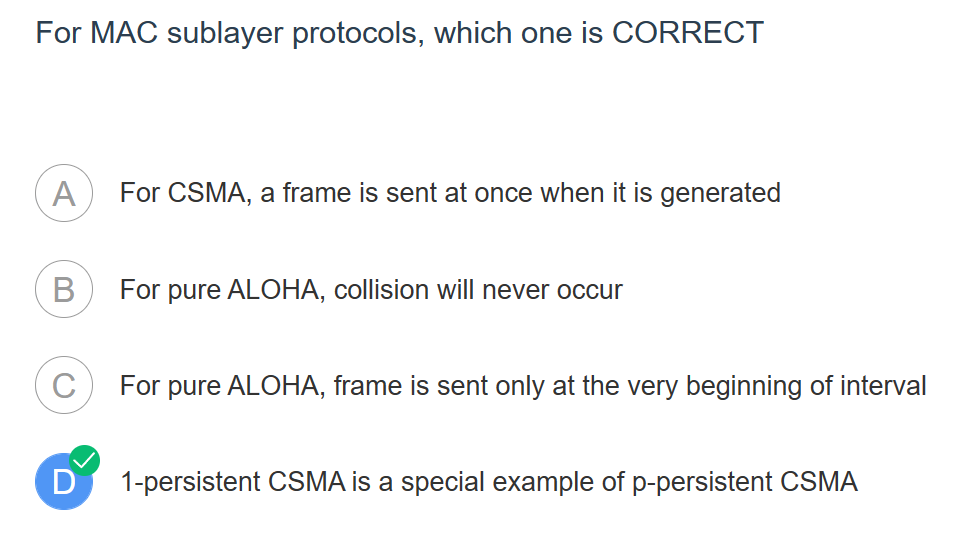 For MAC sublayer protocols, which one is CORRECT
A For CSMA, a frame is sent at once when it is generated
B For pure ALOHA, collision will never occur
C For pure ALOHA, frame is sent only at the very beginning of interval
D 1-persistent CSMA is a special example of p-persistent CSMA